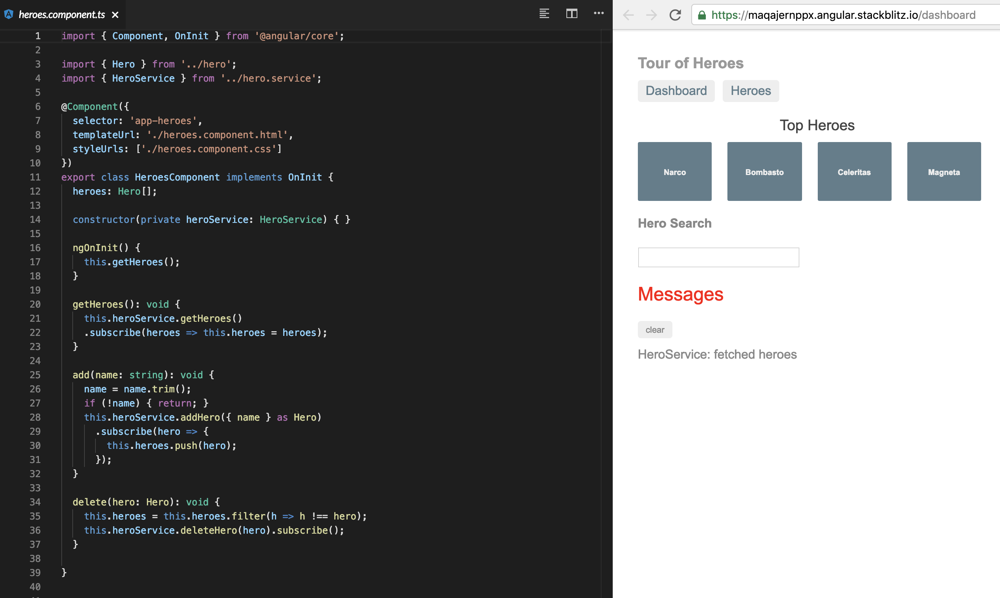 heroes.component.ts
1 import { Component, OnInit } from '@angular/core';
2
3 import { Hero } from '../hero';
4 import { HeroService } from '../hero.service';
5
6 @Component({
7   selector: 'app-heroes',
8   templateUrl: './heroes.component.html',
9   styleUrls: ['./heroes.component.css']
10 })
11 export class HeroesComponent implements OnInit {
12   heroes: Hero[];
13
14   constructor(private heroService: HeroService) { }
15
16   ngOnInit() {
17     this.getHeroes();
18   }
19
20   getHeroes(): void {
21     this.heroService.getHeroes()
22     .subscribe(heroes => this.heroes = heroes);
23   }
24
25   add(name: string): void {
26     name = name.trim();
27     if (!name) { return; }
28     this.heroService.addHero({ name } as Hero)
29       .subscribe(hero => {
30         this.heroes.push(hero);
31       });
32   }
33
34   delete(hero: Hero): void {
35     this.heroes = this.heroes.filter(h => h !== hero);
36     this.heroService.deleteHero(hero).subscribe();
37   }
38
39 }
40
https://maqajernppx.angular.stackblitz.io/dashboard
Tour of Heroes
Dashboard Heroes
Top Heroes
Narco Bombasto Celeritas Magneta
Hero Search
Messages
clear
HeroService: fetched heroes